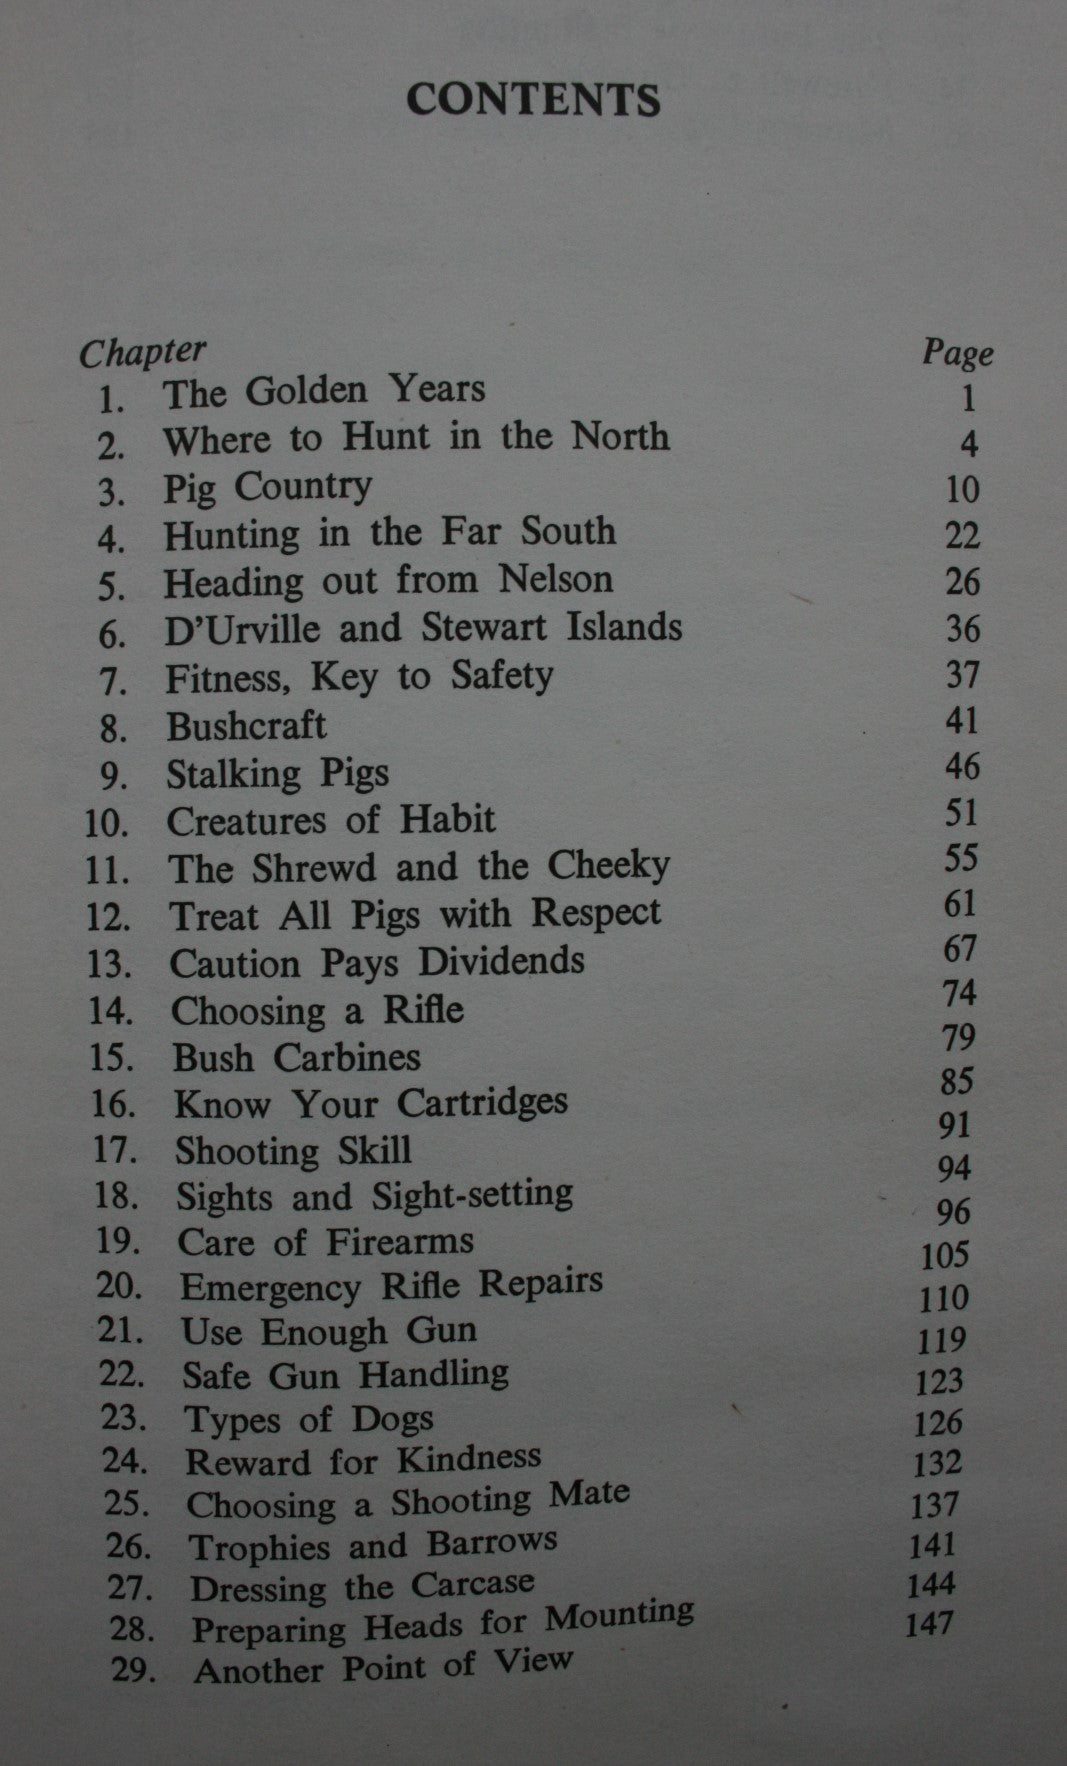 CONTENTS
Chapter Page
1. The Golden Years 1
2. Where to Hunt in the North 4
3. Pig Country 10
4. Hunting in the Far South 22
5. Heading out from Nelson 26
6. D'Urville and Stewart Islands 36
7. Fitness, Key to Safety 37
8. Bushcraft 41
9. Stalking Pigs 46
10. Creatures of Habit 51
11. The Shrewd and the Cheeky 55
12. Treat All Pigs with Respect 61
13. Caution Pays Dividends 67
14. Choosing a Rifle 74
15. Bush Carbines 79
16. Know Your Cartridges 85
17. Shooting Skill 91
18. Sights and Sight-setting 94
19. Care of Firearms 96
20. Emergency Rifle Repairs 105
21. Use Enough Gun 110
22. Safe Gun Handling 119
23. Types of Dogs 123
24. Reward for Kindness 126
25. Choosing a Shooting Mate 132
26. Trophies and Barrows 137
27. Dressing the Carcase 141
28. Preparing Heads for Mounting 144
29. Another Point of View 147